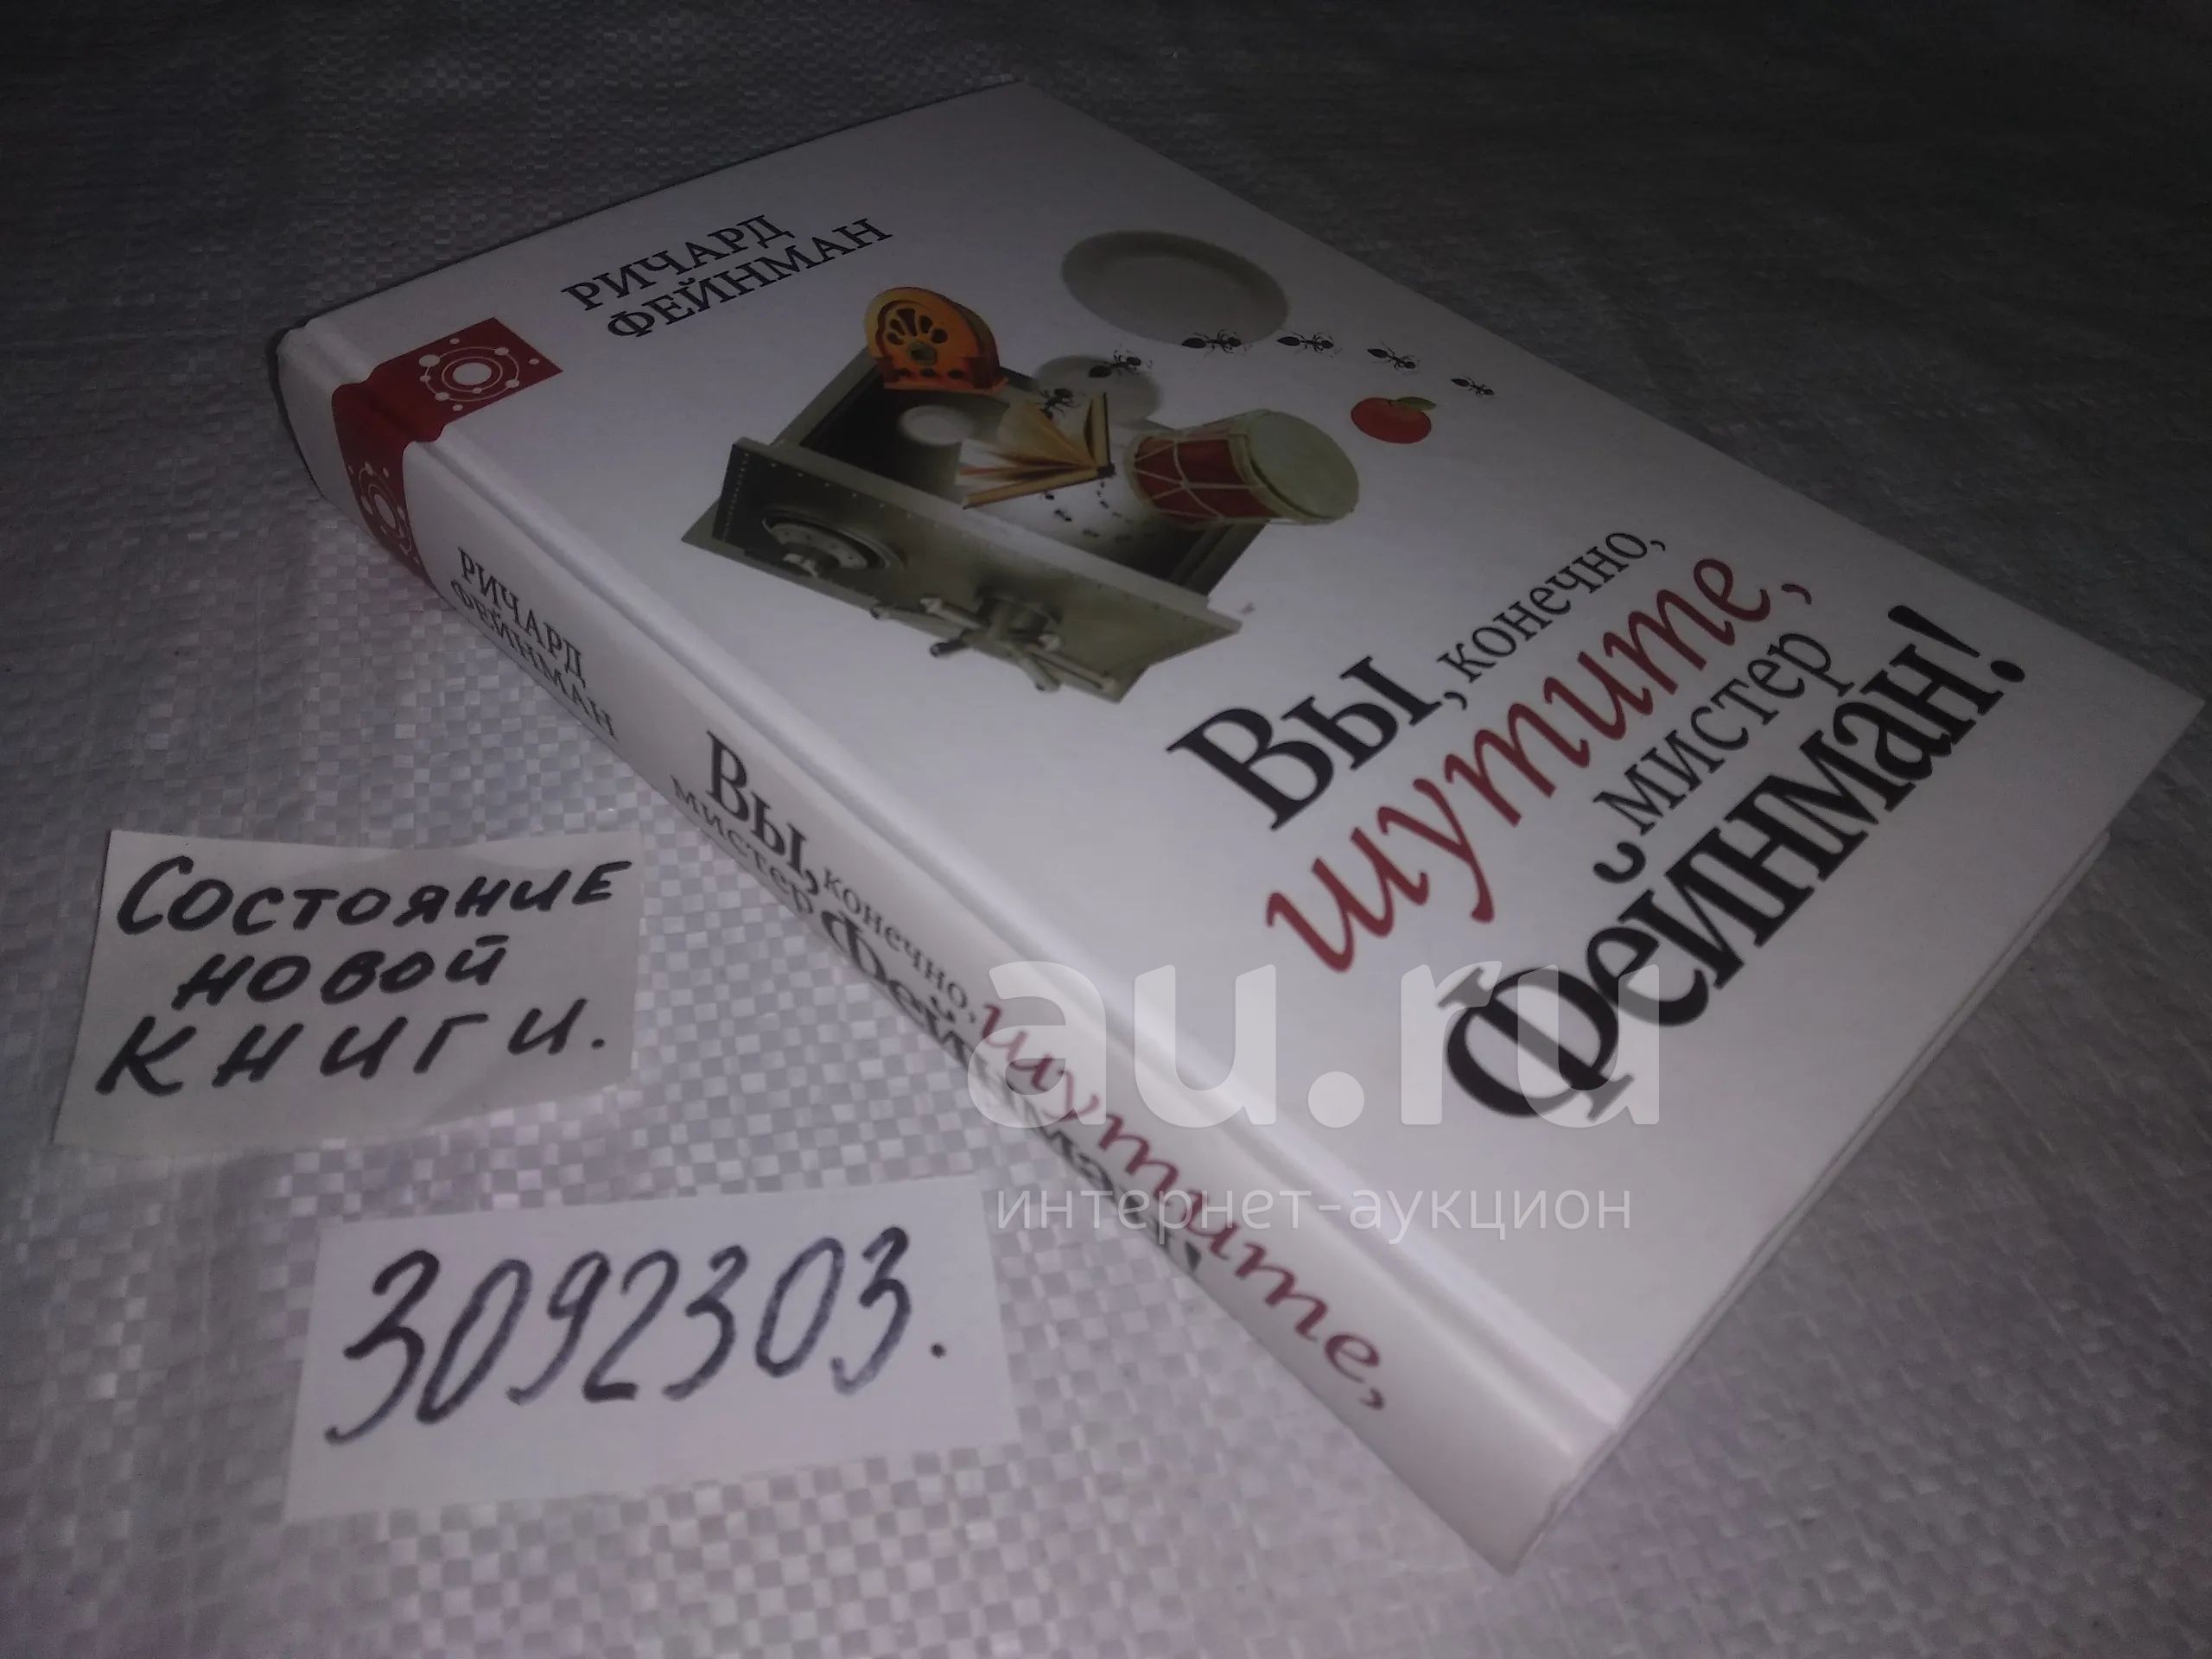 РИЧАРД
ФЕЙНМАН
Вы, конечно,
шутите,
мистер
Фейнман!
РИЧАРД
ФЕЙНМАН
Вы, конечно, шутите,
мистер Фейнман!
Состояние
новой
книги.
3092303.
au.ru
интернет-аукцион